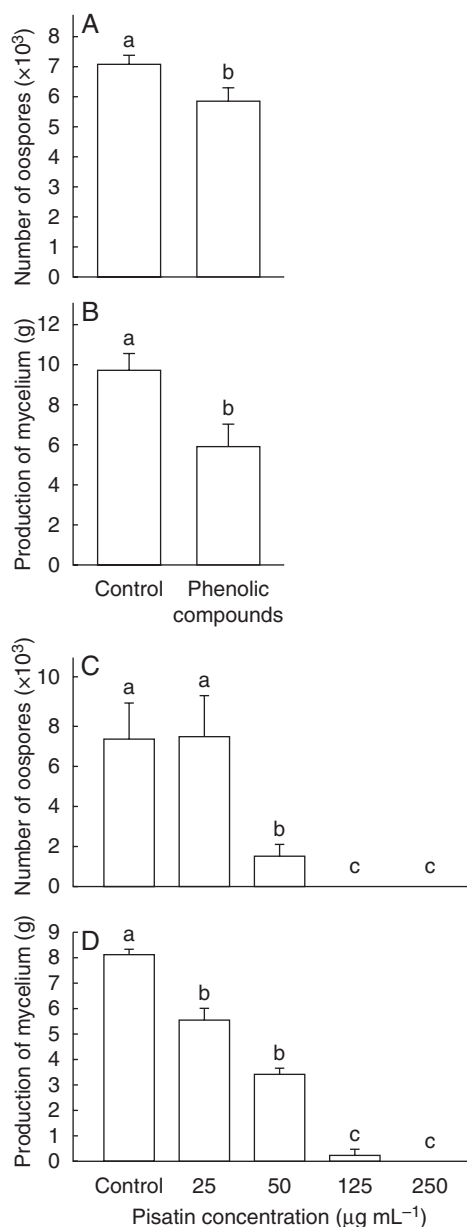 A
Number of oospores (×10³)
8
7
6
5
4
3
2
1
0
a
b
B
Production of mycelium (g)
12
10
8
6
4
2
0
a
b
Control
Phenolic
compounds
C
Number of oospores (×10³)
10
8
6
4
2
0
a
a
b
c
c
D
Production of mycelium (g)
9
8
7
6
5
4
3
2
1
0
a
b
b
c
c
Control 25 50 125 250
Pisatin concentration (μg mL⁻¹)